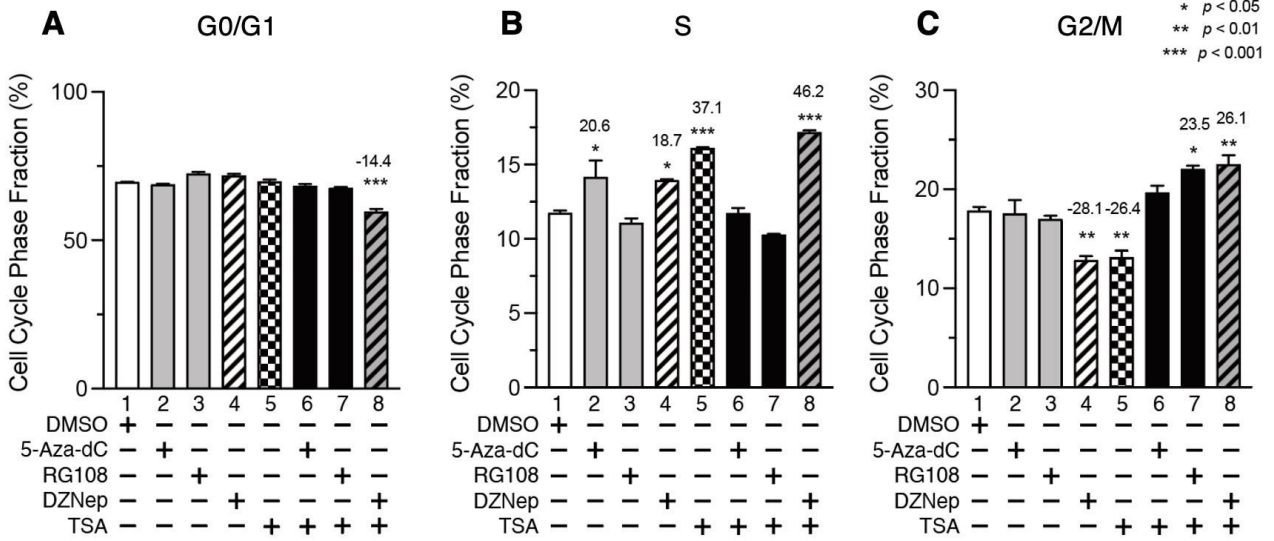 A G0/G1
Cell Cycle Phase Fraction (%)
100
50
0
-14.4
***
1 2 3 4 5 6 7 8
DMSO + − − − − − − −
5-Aza-dC − + − − − + − −
RG108 − − + − − − + −
DZNep − − − + − − − +
TSA − − − − + + + +
B S
Cell Cycle Phase Fraction (%)
20
15
10
5
0
20.6
*
18.7
*
37.1
***
46.2
***
1 2 3 4 5 6 7 8
DMSO + − − − − − − −
5-Aza-dC − + − − − + − −
RG108 − − + − − − + −
DZNep − − − + − − − +
TSA − − − − + + + +
C G2/M
* p < 0.05
** p < 0.01
*** p < 0.001
Cell Cycle Phase Fraction (%)
30
20
10
0
-28.1
**
-26.4
**
23.5
*
26.1
**
1 2 3 4 5 6 7 8
DMSO + − − − − − − −
5-Aza-dC − + − − − + − −
RG108 − − + − − − + −
DZNep − − − + − − − +
TSA − − − − + + + +